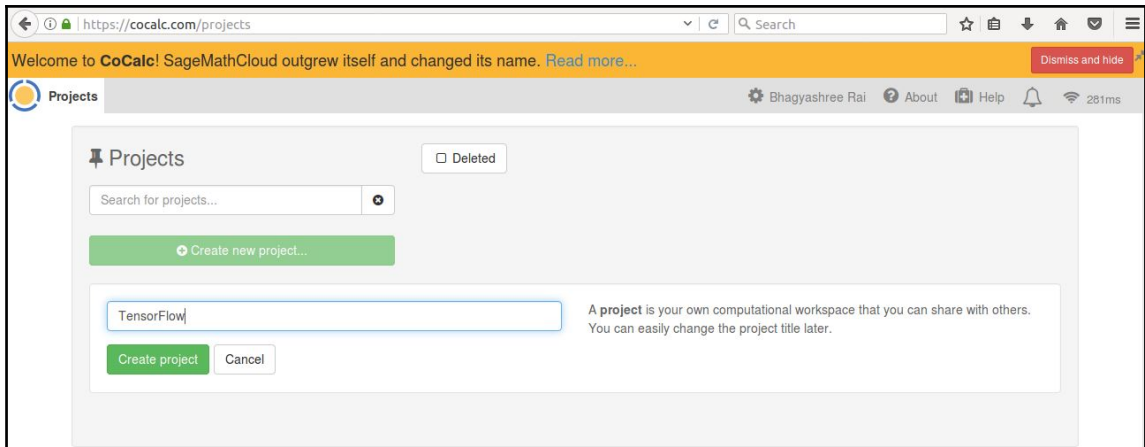 https://cocalc.com/projects
Search
Welcome to CoCalc! SageMathCloud outgrew itself and changed its name. Read more...
Dismiss and hide
Projects
Bhagyashree Rai
About
Help
281ms
Projects
Deleted
Search for projects...
Create new project...
TensorFlow
A project is your own computational workspace that you can share with others.
You can easily change the project title later.
Create project
Cancel